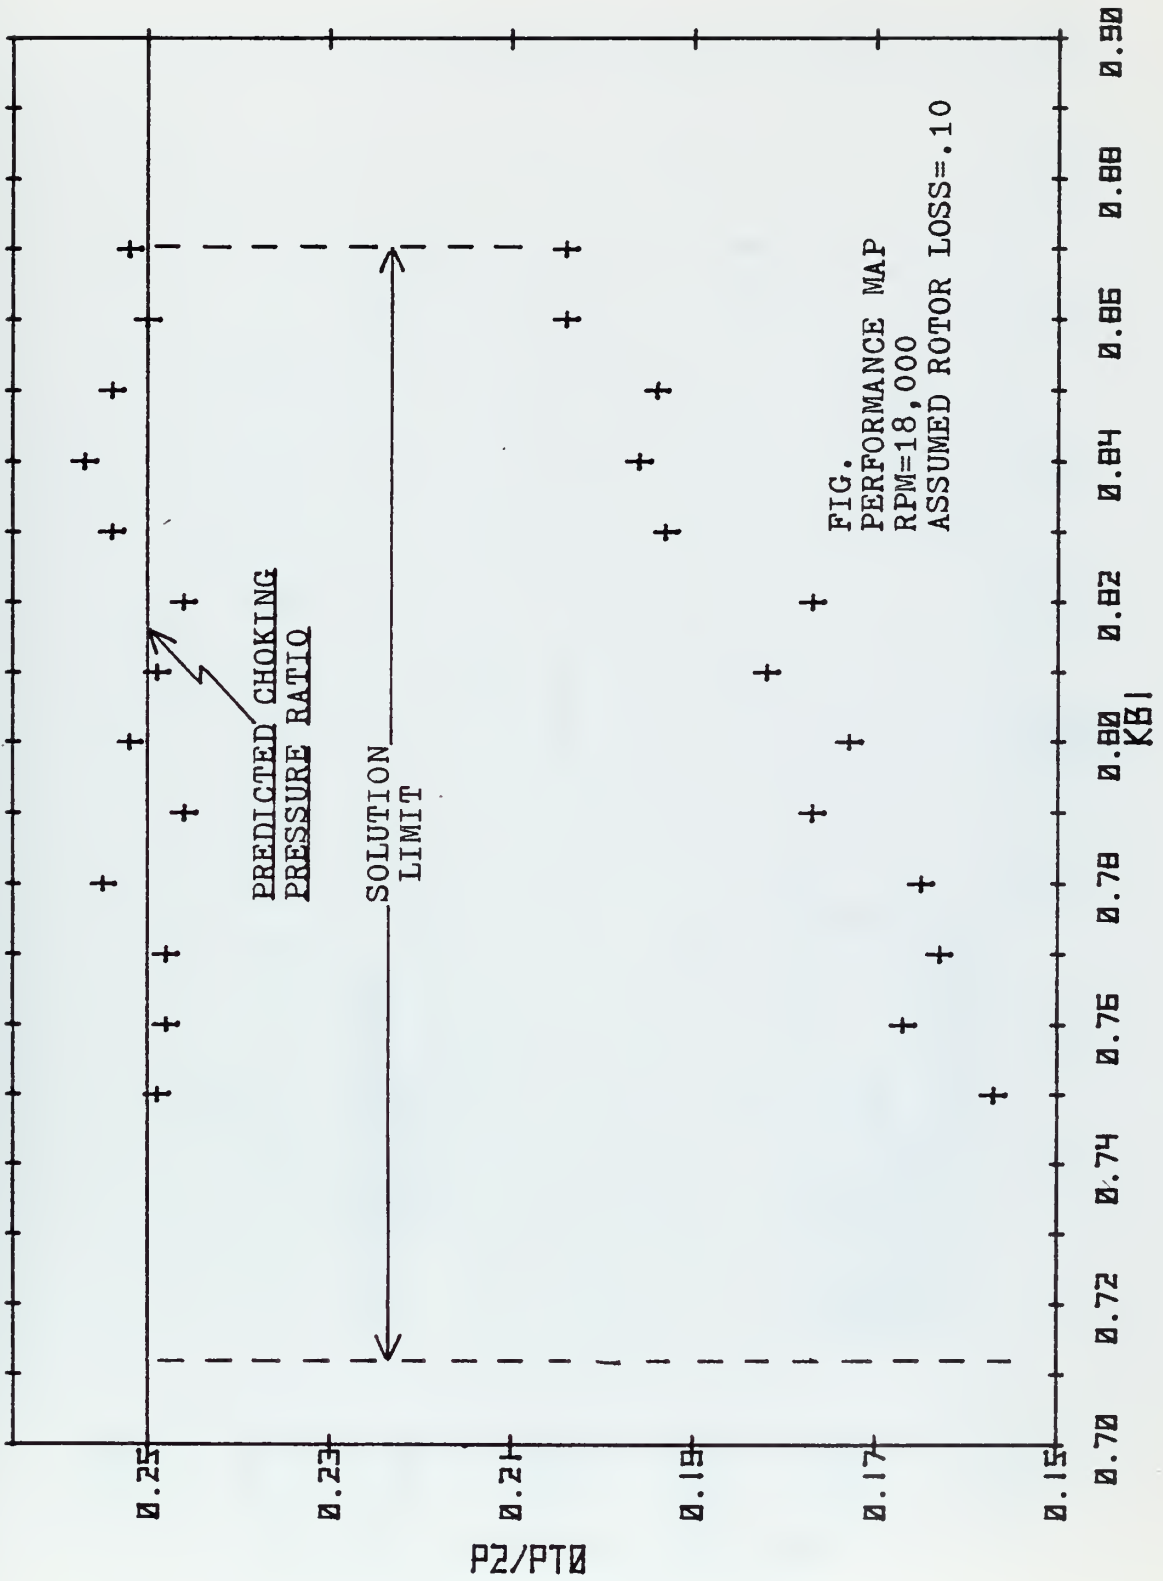 P2/PT0
0.25
0.23
0.21
0.19
0.17
0.15
PREDICTED CHOKING
PRESSURE RATIO
SOLUTION
LIMIT
FIG.
PERFORMANCE MAP
RPM=18,000
ASSUMED ROTOR LOSS=.10
0.70
0.72
0.74
0.76
0.78
0.80
0.82
0.84
0.86
0.88
0.90
KBI